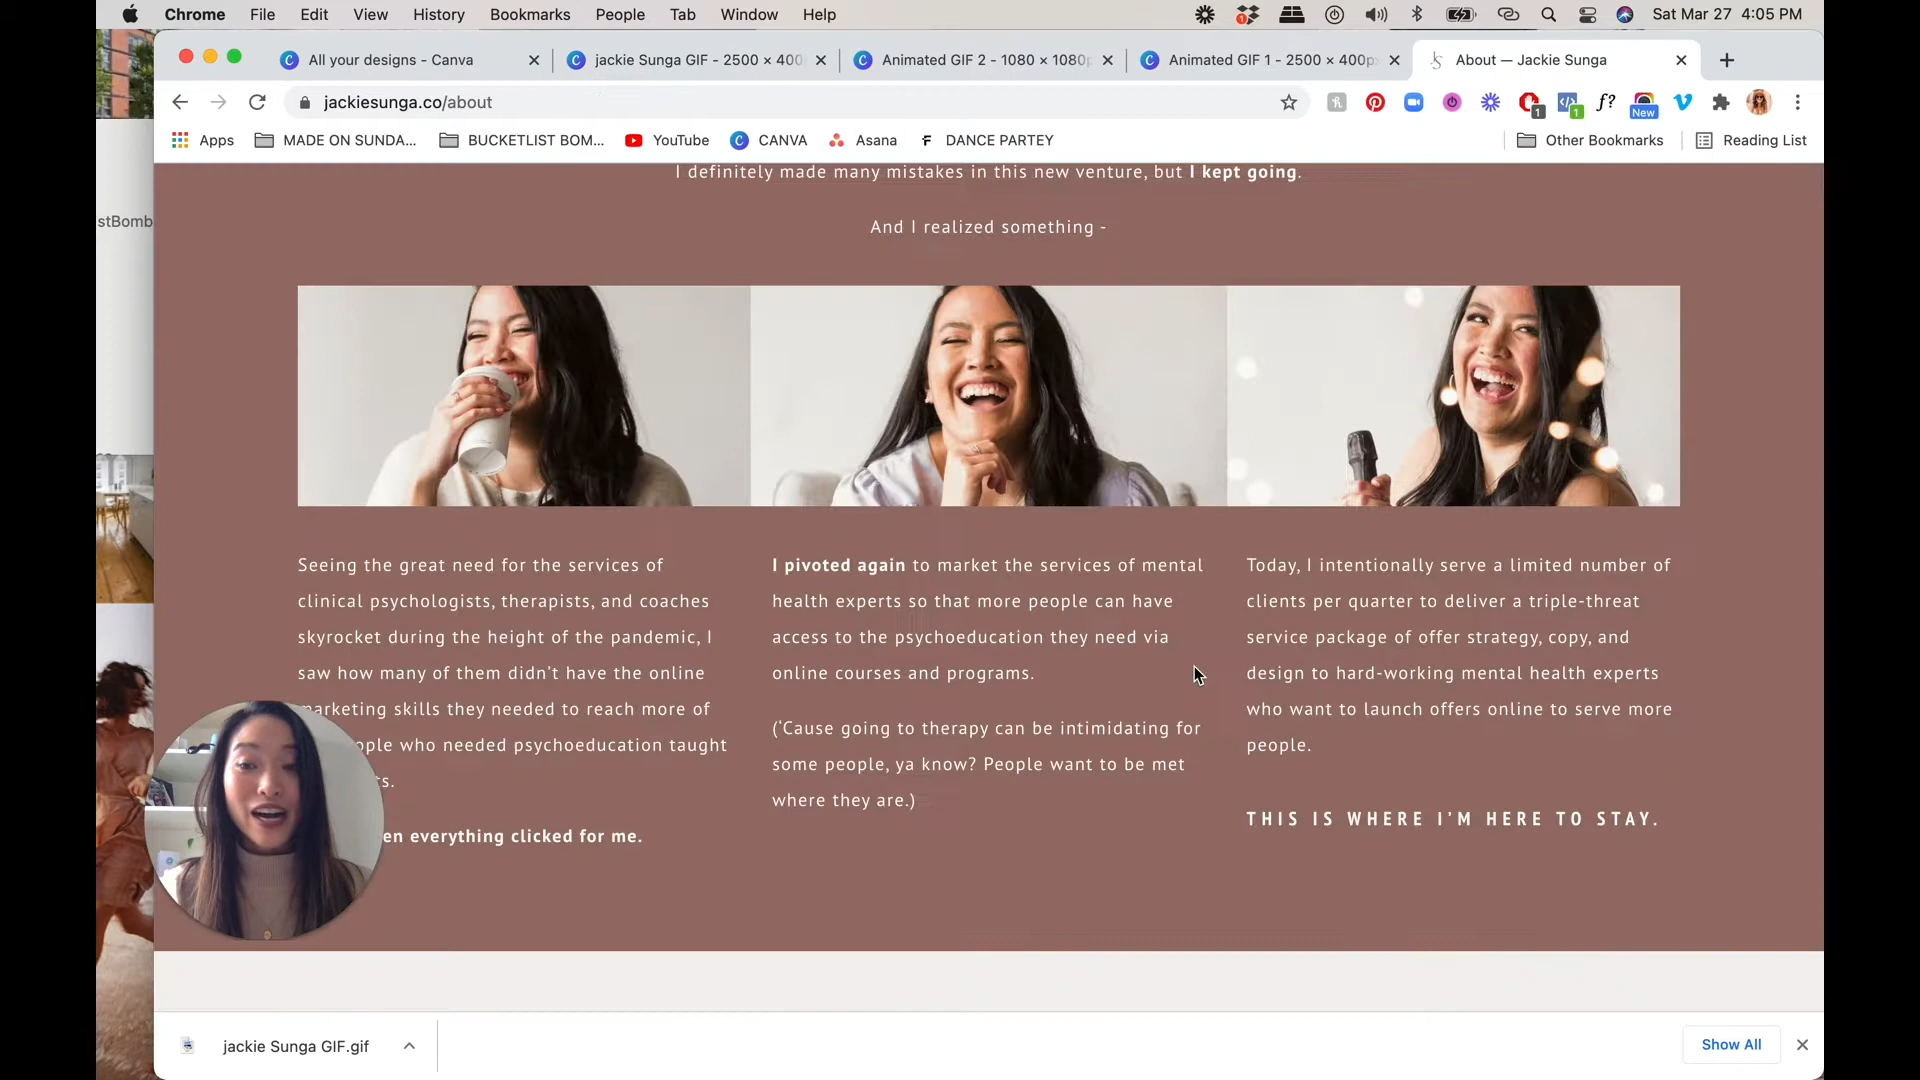 Chrome File Edit View History Bookmarks People Tab Window Help
1
Sat Mar 27 4:05 PM
All your designs - Canva
jackie Sunga GIF - 2500 × 400
Animated GIF 2 - 1080 × 1080p
Animated GIF 1 - 2500 × 400p
About — Jackie Sunga
jackiesunga.co/about
1
1
f?
New
Apps
MADE ON SUNDA...
BUCKETLIST BOM...
YouTube
CANVA
Asana
DANCE PARTEY
Other Bookmarks
Reading List
stBomb
I definitely made many mistakes in this new venture, but I kept going.
And I realized something -
Seeing the great need for the services of
clinical psychologists, therapists, and coaches
skyrocket during the height of the pandemic, I
saw how many of them didn’t have the online
marketing skills they needed to reach more of
ople who needed psychoeducation taught
ts.
en everything clicked for me.
I pivoted again to market the services of mental
health experts so that more people can have
access to the psychoeducation they need via
online courses and programs.
(‘Cause going to therapy can be intimidating for
some people, ya know? People want to be met
where they are.)
Today, I intentionally serve a limited number of
clients per quarter to deliver a triple-threat
service package of offer strategy, copy, and
design to hard-working mental health experts
who want to launch offers online to serve more
people.
THIS IS WHERE I’M HERE TO STAY.
jackie Sunga GIF.gif
Show All